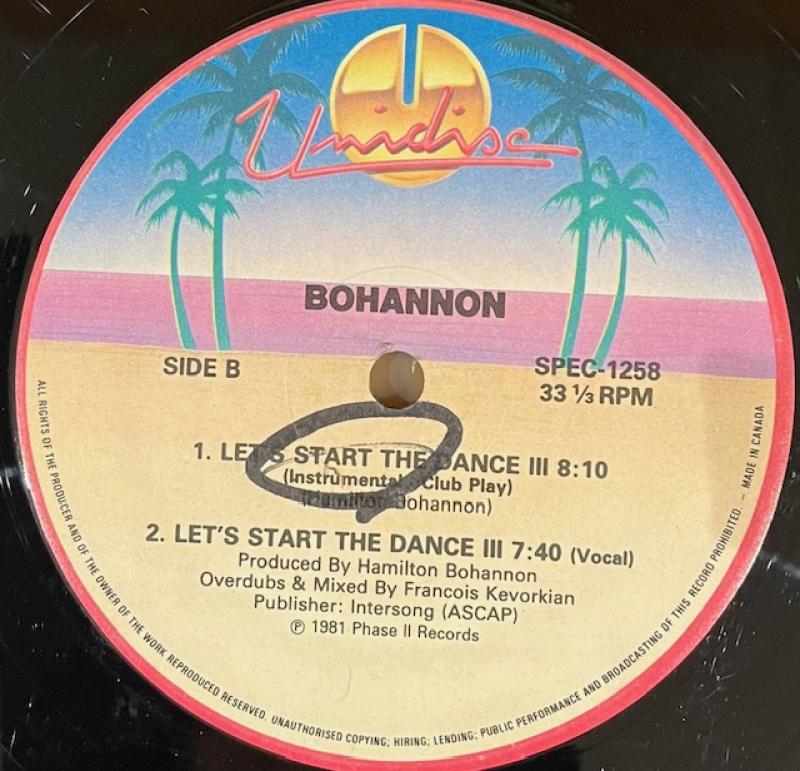 Unidisc
BOHANNON
SIDE B
SPEC-1258
33 ⅓ RPM
1. LET'S START THE DANCE III 8:10
(Instrumental - Club Play)
(Hamilton Bohannon)
2. LET'S START THE DANCE III 7:40 (Vocal)
Produced By Hamilton Bohannon
Overdubs & Mixed By Francois Kevorkian
Publisher: Intersong (ASCAP)
℗ 1981 Phase II Records
ALL RIGHTS OF THE PRODUCER AND OF THE OWNER OF THE WORK REPRODUCED RESERVED. UNAUTHORISED COPYING; HIRING; LENDING; PUBLIC PERFORMANCE AND BROADCASTING OF THIS RECORD PROHIBITED. – MADE IN CANADA